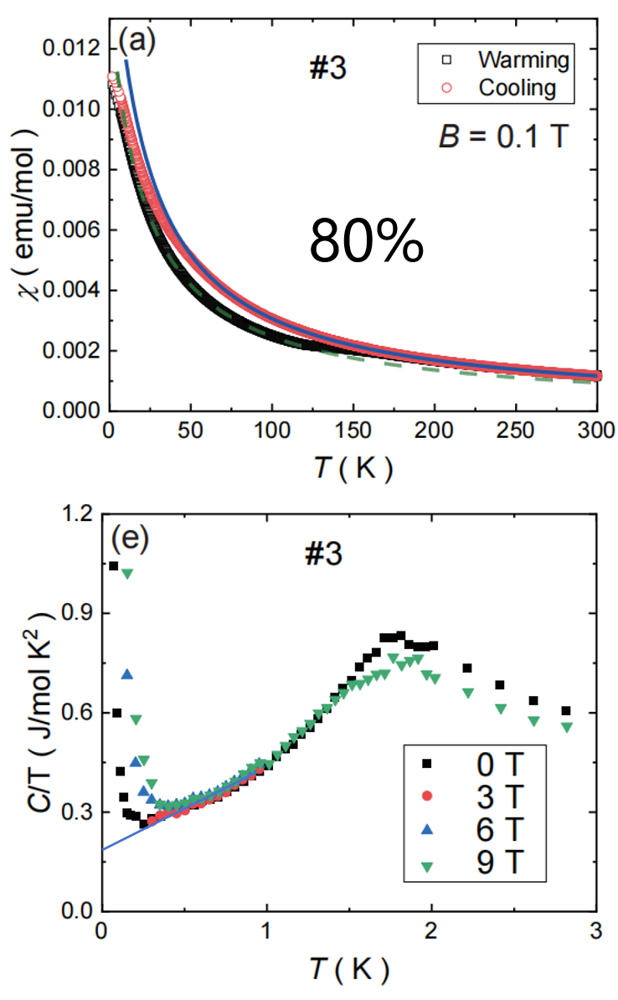 (a)
#3
Warming
Cooling
B = 0.1 T
80%
χ ( emu/mol )
0.012
0.010
0.008
0.006
0.004
0.002
0.000
0 50 100 150 200 250 300
T ( K )
(e)
#3
C/T ( J/mol K²)
1.2
0.9
0.6
0.3
0.0
0 T
3 T
6 T
9 T
0 1 2 3
T ( K )